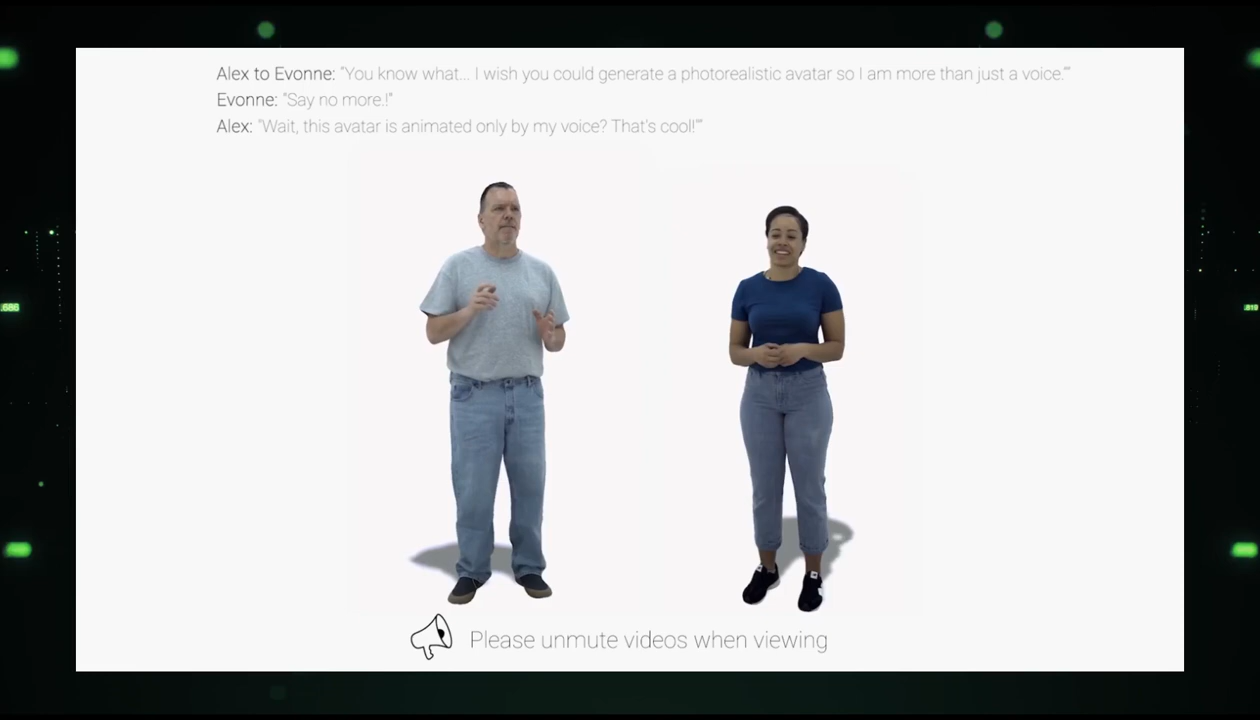 Alex to Evonne: "You know what... I wish you could generate a photorealistic avatar so I am more than just a voice.""
Evonne: "Say no more.!"
Alex: "Wait, this avatar is animated only by my voice? That's cool!""
.686
.819
Please unmute videos when viewing